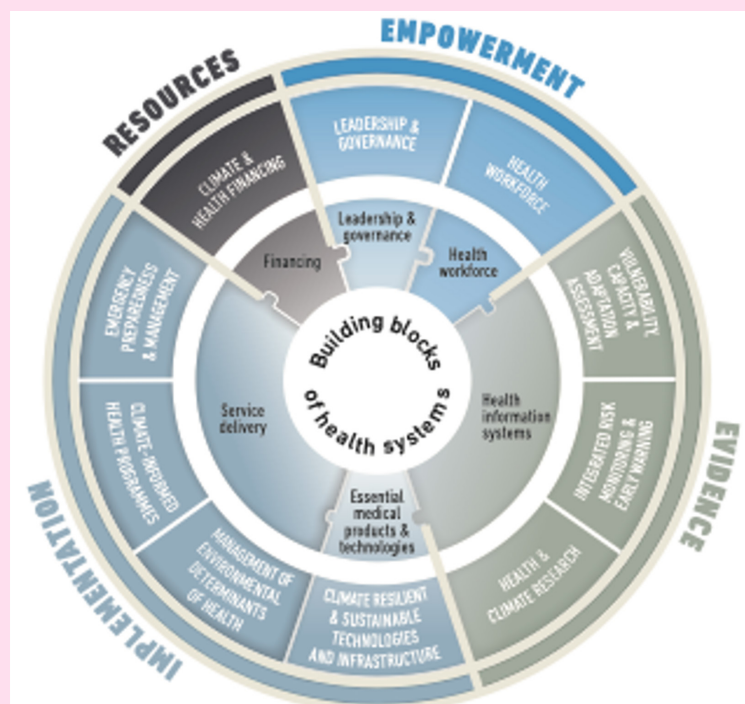 EMPOWERMENT
RESOURCES
LEADERSHIP &
GOVERNANCE
HEALTH
WORKFORCE
CLIMATE &
HEALTH FINANCING
Leadership &
governance
Health
workforce
Financing
VULNERABILITY,
CAPACITY &
ADAPTATION
ASSESSMENT
EMERGENCY
PREPAREDNESS
& MANAGEMENT
Building blocks
of health systems
Service
delivery
Health
information
systems
CLIMATE-INFORMED
HEALTH PROGRAMMES
INTEGRATED RISK
MONITORING &
EARLY WARNING
EVIDENCE
Essential
medical
products &
technologies
IMPLEMENTATION
MANAGEMENT OF
ENVIRONMENTAL
DETERMINANTS
OF HEALTH
HEALTH &
CLIMATE RESEARCH
CLIMATE RESILIENT
& SUSTAINABLE
TECHNOLOGIES
AND INFRASTRUCTURE